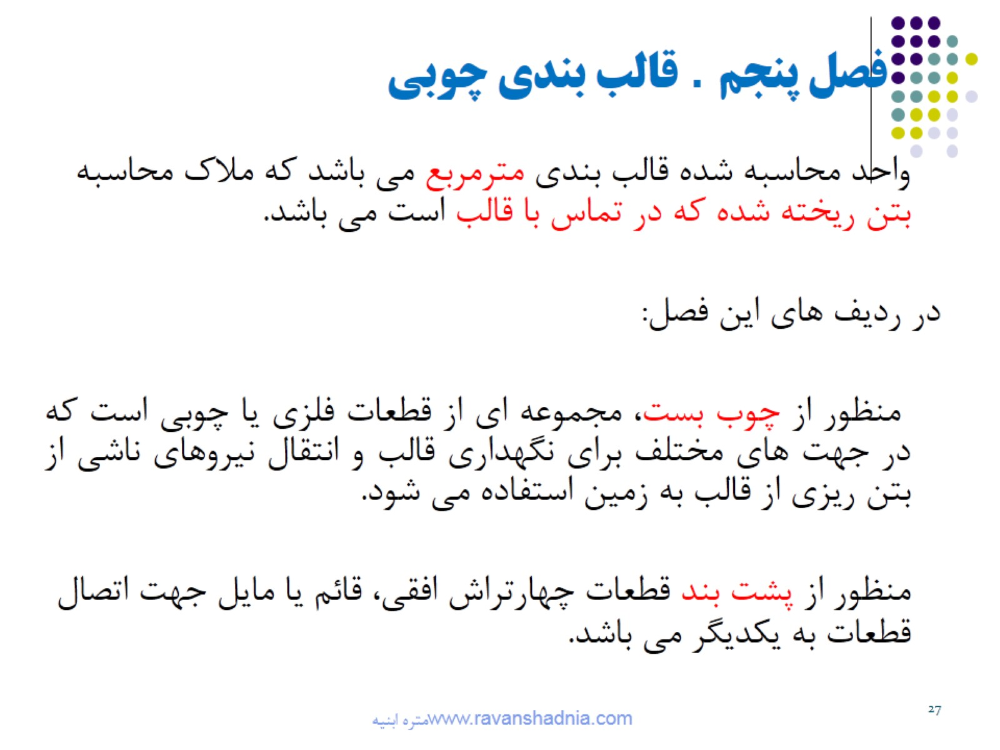 فصل پنجم . قالب بندی چوبی
واحد محاسبه شده قالب بندی مترمربع می باشد که ملاک محاسبه
بتن ریخته شده که در تماس با قالب است می باشد.
در ردیف های این فصل:
منظور از چوب بست، مجموعه ای از قطعات فلزی یا چوبی است که
در جهت های مختلف برای نگهداری قالب و انتقال نیروهای ناشی از
بتن ریزی از قالب به زمین استفاده می شود.
منظور از پشت بند قطعات چهارتراش افقی، قائم یا مایل جهت اتصال
قطعات به یکدیگر می باشد.
27
متره ابنیه www.ravanshadnia.com